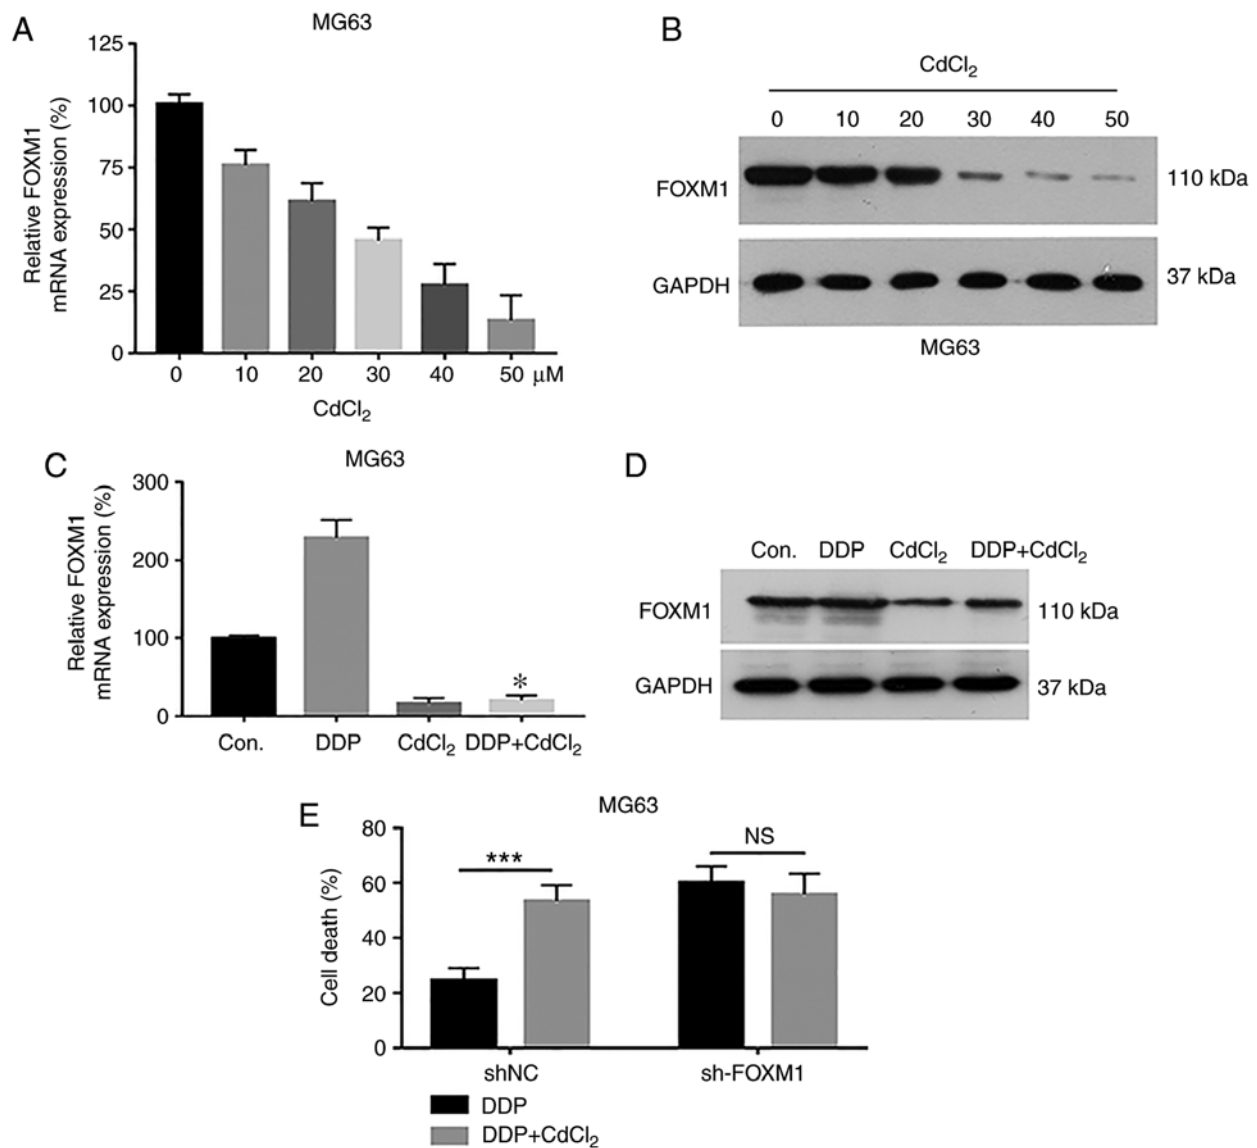 A
MG63
Relative FOXM1
mRNA expression (%)
125
100
75
50
25
0
0 10 20 30 40 50 μM
CdCl₂
B
CdCl₂
0 10 20 30 40 50
FOXM1 110 kDa
GAPDH 37 kDa
MG63
C
MG63
Relative FOXM1
mRNA expression (%)
300
200
100
0
*
Con. DDP CdCl₂ DDP+CdCl₂
D
Con. DDP CdCl₂ DDP+CdCl₂
FOXM1 110 kDa
GAPDH 37 kDa
E
MG63
Cell death (%)
80
60
40
20
0
*** NS
shNC sh-FOXM1
DDP
DDP+CdCl₂